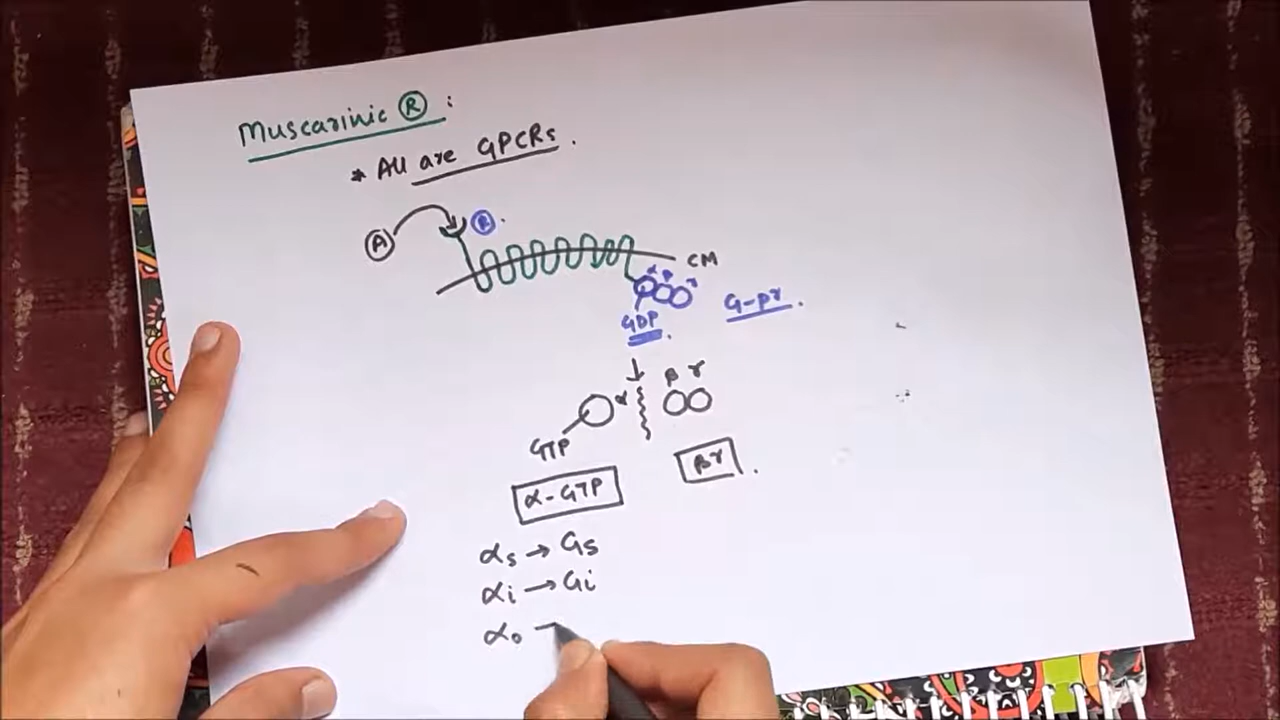 Muscarinic Ⓡ :
* All are GPCRs .
Ⓐ Ⓡ .
CM
α β γ
GDP . G-pr .
β γ
α
GTP
α-GTP βγ .
αs → Gs
αi → Gi
αo –